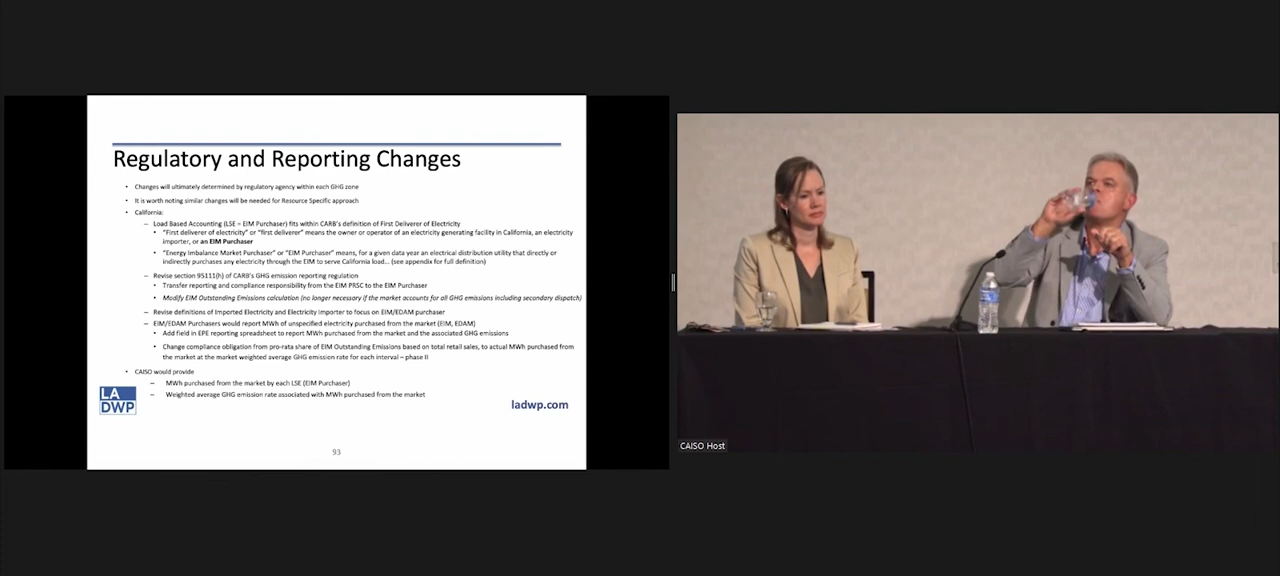 Regulatory and Reporting Changes
• Changes will ultimately determined by regulatory agency within each GHG zone
• It is worth noting similar changes will be needed for Resource Specific approach
• California:
– Load Based Accounting (LSE = EIM Purchaser) fits within CARB's definition of First Deliverer of Electricity
• "First deliverer of electricity" or "first deliverer" means the owner or operator of an electricity generating facility in California, an electricity
importer, or an EIM Purchaser
• "Energy Imbalance Market Purchaser" or "EIM Purchaser" means, for a given data year an electrical distribution utility that directly or
indirectly purchases any electricity through the EIM to serve California load... (see appendix for full definition)
– Revise section 95111(h) of CARB's GHG emission reporting regulation
• Transfer reporting and compliance responsibility from the EIM PRSC to the EIM Purchaser
• Modify EIM Outstanding Emissions calculation (no longer necessary if the market accounts for all GHG emissions including secondary dispatch)
– Revise definitions of Imported Electricity and Electricity Importer to focus on EIM/EDAM purchaser
– EIM/EDAM Purchasers would report MWh of unspecified electricity purchased from the market (EIM, EDAM)
• Add field in EPE reporting spreadsheet to report MWh purchased from the market and the associated GHG emissions
• Change compliance obligation from pro-rata share of EIM Outstanding Emissions based on total retail sales, to actual MWh purchased from
the market at the market weighted average GHG emission rate for each interval – phase II
• CAISO would provide
– MWh purchased from the market by each LSE (EIM Purchaser)
– Weighted average GHG emission rate associated with MWh purchased from the market
LA
DWP
ladwp.com
93
CAISO Host